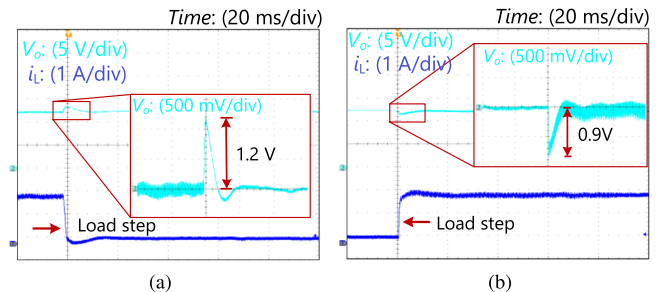 Time: (20 ms/div)
Vo: (5 V/div)
iL: (1 A/div)
Vo: (500 mV/div)
1.2 V
Load step
(a)
Time: (20 ms/div)
Vo: (5 V/div)
iL: (1 A/div)
Vo: (500 mV/div)
0.9V
Load step
(b)